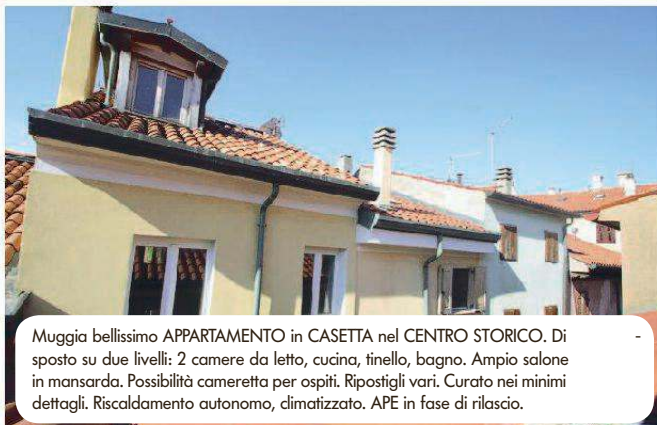 Muggia bellissimo APPARTAMENTO in CASETTA nel CENTRO STORICO. Di -
sposto su due livelli: 2 camere da letto, cucina, tinello, bagno. Ampio salone
in mansarda. Possibilità cameretta per ospiti. Ripostigli vari. Curato nei minimi
dettagli. Riscaldamento autonomo, climatizzato. APE in fase di rilascio.